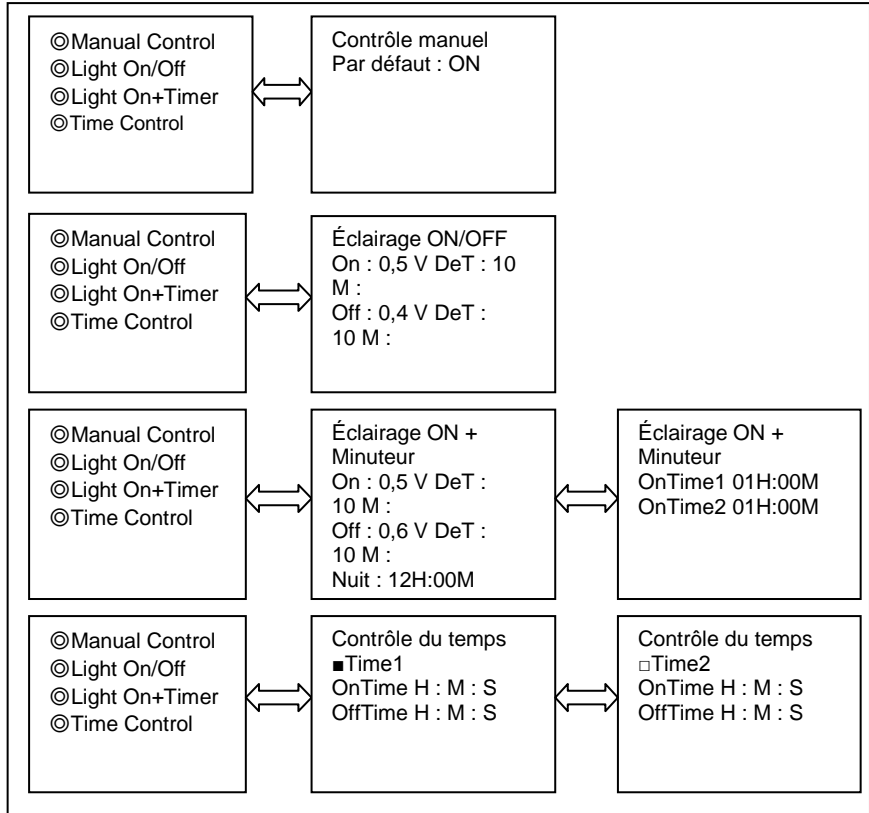 ◎Manual Control
◎Light On/Off
◎Light On+Timer
◎Time Control
Contrôle manuel
Par défaut : ON
◎Manual Control
◎Light On/Off
◎Light On+Timer
◎Time Control
Éclairage ON/OFF
On : 0,5 V DeT : 10
M :
Off : 0,4 V DeT :
10 M :
◎Manual Control
◎Light On/Off
◎Light On+Timer
◎Time Control
Éclairage ON +
Minuteur
On : 0,5 V DeT :
10 M :
Off : 0,6 V DeT :
10 M :
Nuit : 12H:00M
Éclairage ON +
Minuteur
OnTime1 01H:00M
OnTime2 01H:00M
◎Manual Control
◎Light On/Off
◎Light On+Timer
◎Time Control
Contrôle du temps
■Time1
OnTime H : M : S
OffTime H : M : S
Contrôle du temps
□Time2
OnTime H : M : S
OffTime H : M : S